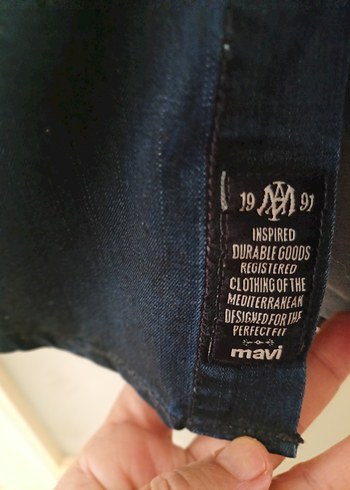 19 M 91
INSPIRED
DURABLE GOODS
REGISTERED
CLOTHING OF THE
MEDITERRANEAN
DESIGNED FOR THE
PERFECT FIT
mavi